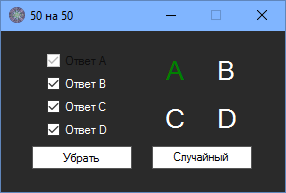 50 на 50
Ответ A
Ответ B
Ответ C
Ответ D
A B
C D
Убрать Случайный